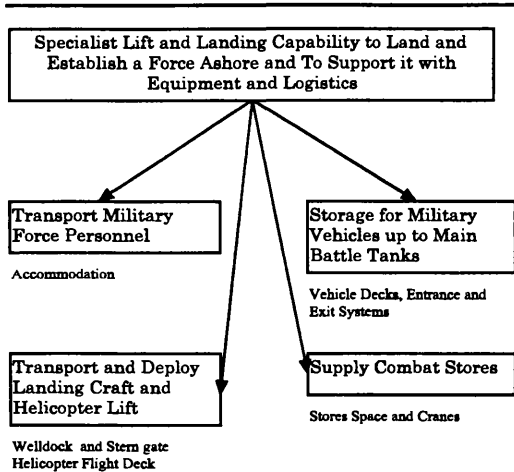 Specialist Lift and Landing Capability to Land and
Establish a Force Ashore and To Support it with
Equipment and Logistics
Transport Military
Force Personnel
Accommodation
Storage for Military
Vehicles up to Main
Battle Tanks
Vehicle Decks, Entrance and
Exit Systems
Transport and Deploy
Landing Craft and
Helicopter Lift
Welldock and Stern gate
Helicopter Flight Deck
Supply Combat Stores
Stores Space and Cranes